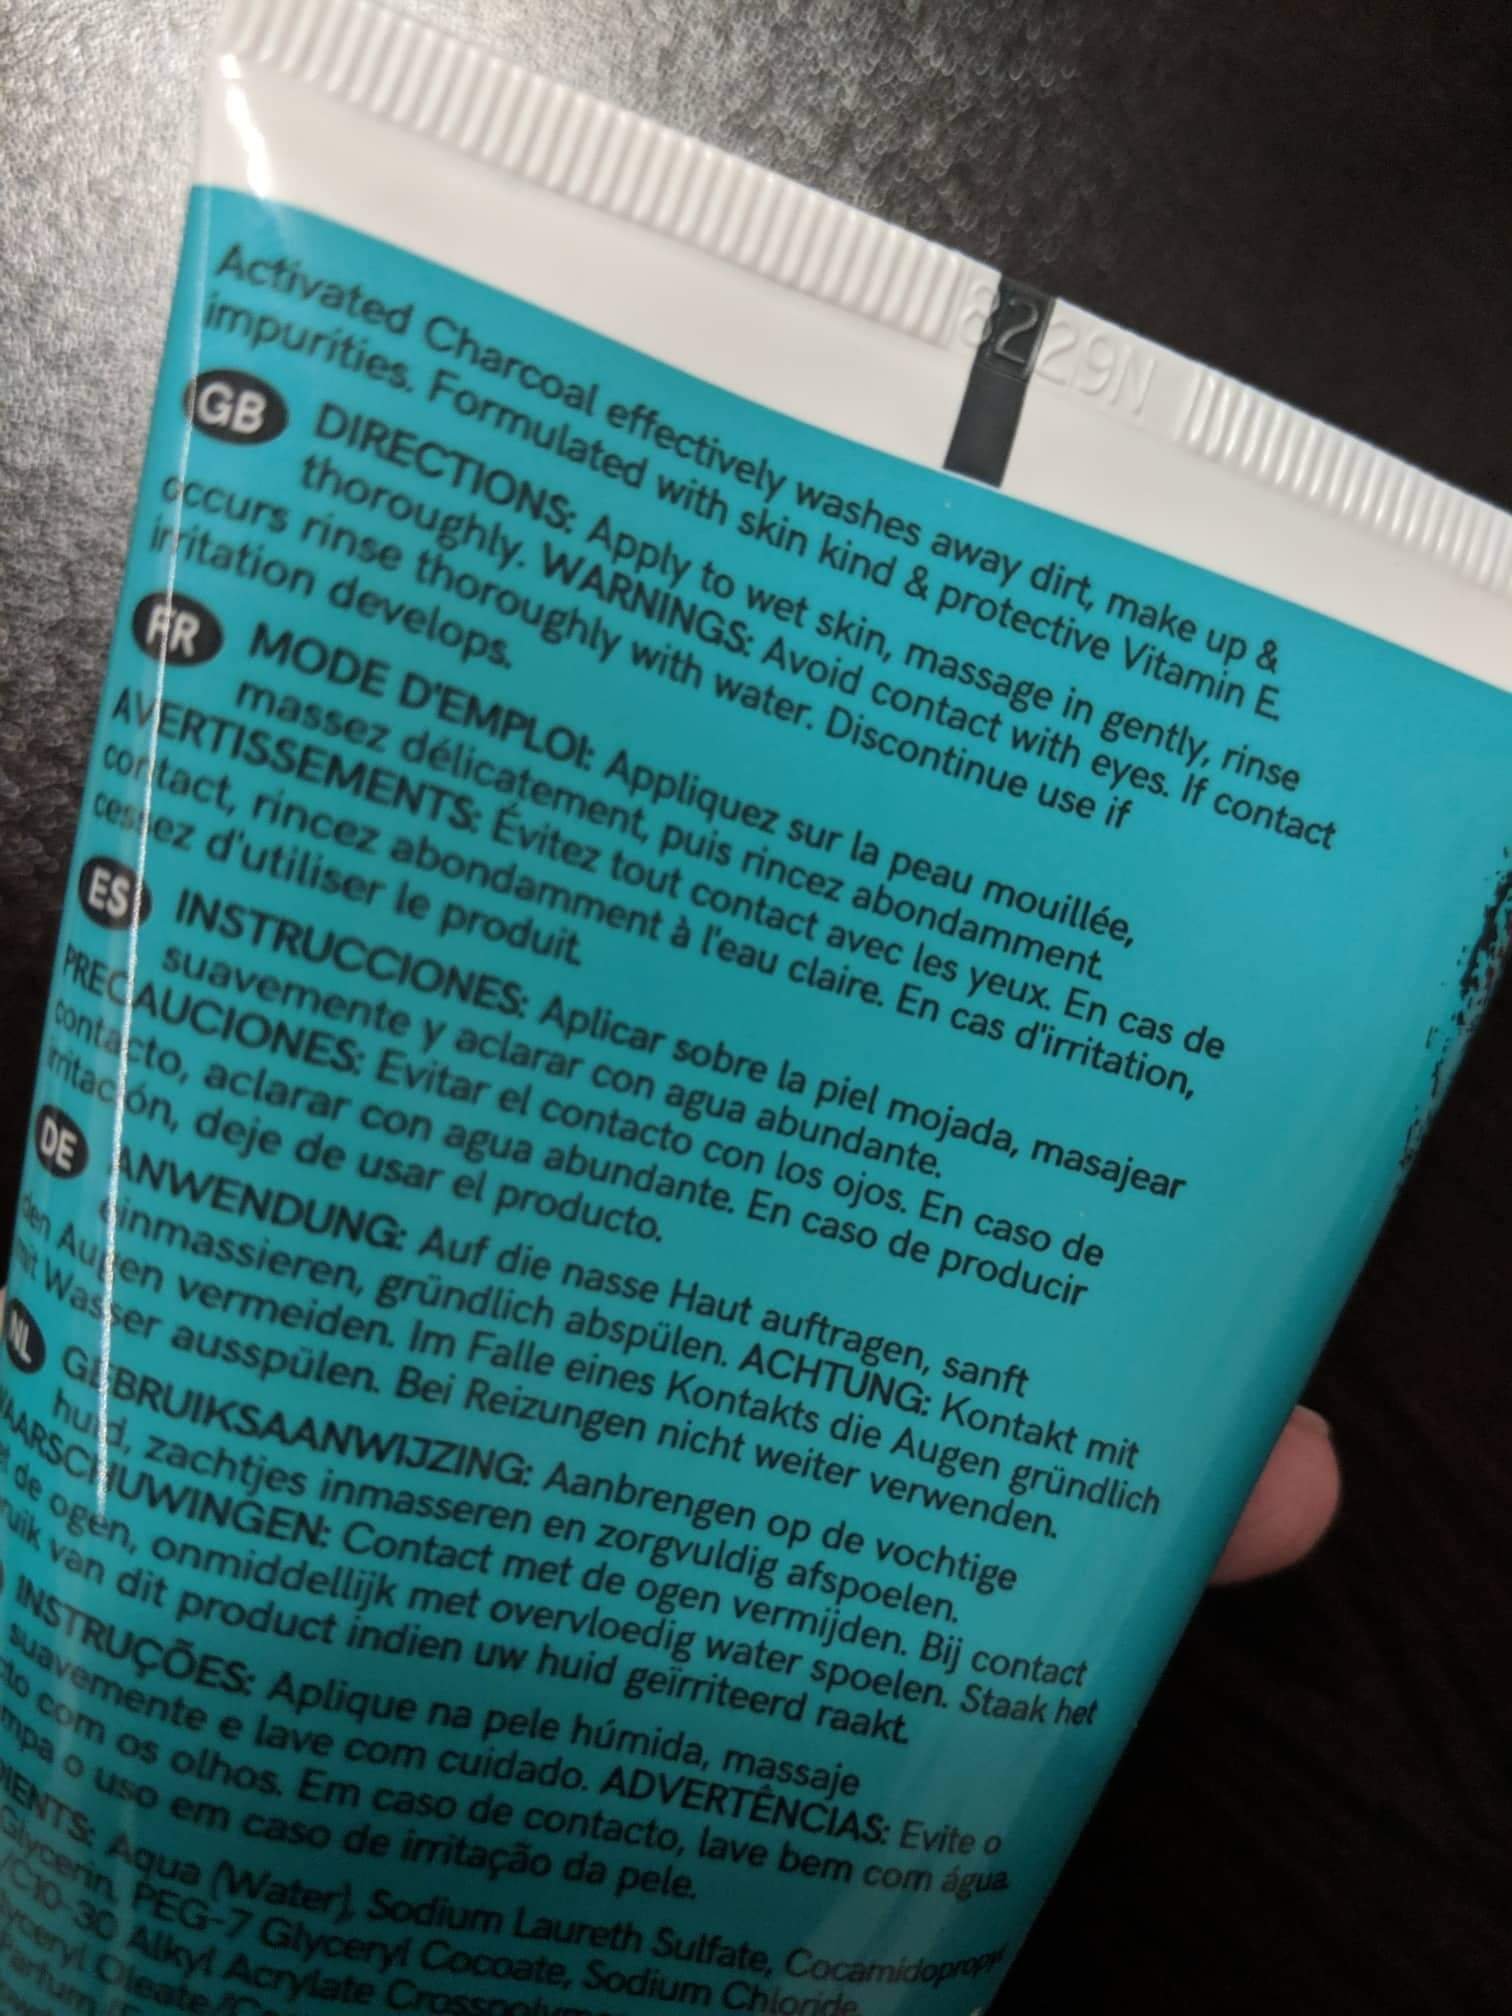 8229N
Activated Charcoal effectively washes away dirt, make up &
impurities. Formulated with skin kind & protective Vitamin E.
GB DIRECTIONS: Apply to wet skin, massage in gently, rinse
thoroughly. WARNINGS: Avoid contact with eyes. If contact
occurs rinse thoroughly with water. Discontinue use if
irritation develops.
FR MODE D'EMPLOI: Appliquez sur la peau mouillée,
massez délicatement, puis rincez abondamment.
AVERTISSEMENTS: Évitez tout contact avec les yeux. En cas de
contact, rincez abondamment à l'eau claire. En cas d'irritation,
cessez d'utiliser le produit.
ES INSTRUCCIONES: Aplicar sobre la piel mojada, masajear
suavemente y aclarar con agua abundante.
PRECAUCIONES: Evitar el contacto con los ojos. En caso de
contacto, aclarar con agua abundante. En caso de producir
irritación, deje de usar el producto.
DE ANWENDUNG: Auf die nasse Haut auftragen, sanft
einmassieren, gründlich abspülen. ACHTUNG: Kontakt mit
den Augen vermeiden. Im Falle eines Kontakts die Augen gründlich
mit Wasser ausspülen. Bei Reizungen nicht weiter verwenden.
NL GEBRUIKSAANWIJZING: Aanbrengen op de vochtige
huid, zachtjes inmasseren en zorgvuldig afspoelen.
WAARSCHUWINGEN: Contact met de ogen vermijden. Bij contact
de ogen, onmiddellijk met overvloedig water spoelen. Staak het
van dit product indien uw huid geïrriteerd raakt.
INSTRUÇÕES: Aplique na pele húmida, massaje
suavemente e lave com cuidado. ADVERTÊNCIAS: Evite o
com os olhos. Em caso de contacto, lave bem com água.
o uso em caso de irritação da pele.
Aqua (Water), Sodium Laureth Sulfate,
Glycerin, PEG-7 Glyceryl Cocoate, Sodium Chloride,
/C10-30 Alkyl Acrylate
Oleate